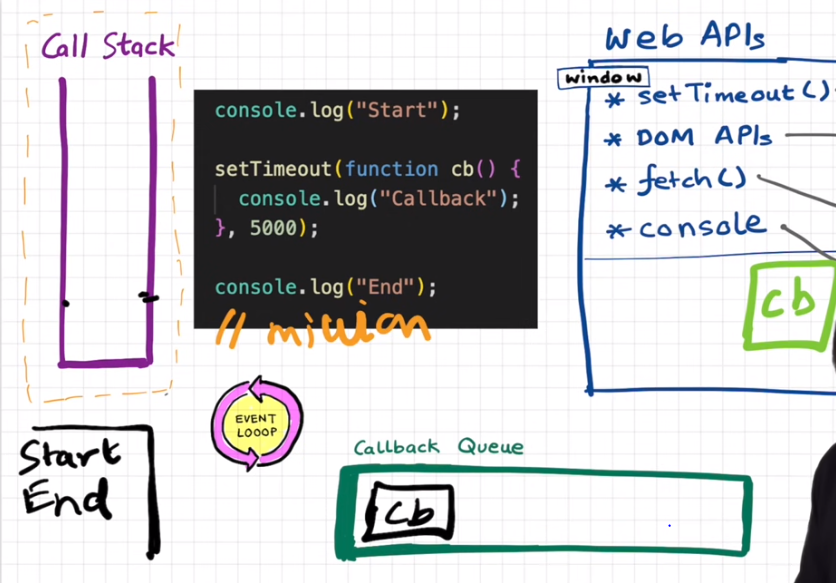 Call Stack
console.log("Start");
setTimeout(function cb() {
console.log("Callback");
}, 5000);
console.log("End");
// million
Web APIs
window
* setTimeout()
* DOM APIs
* fetch()
* console
cb
Start
End
EVENT
LOOOP
Callback Queue
cb